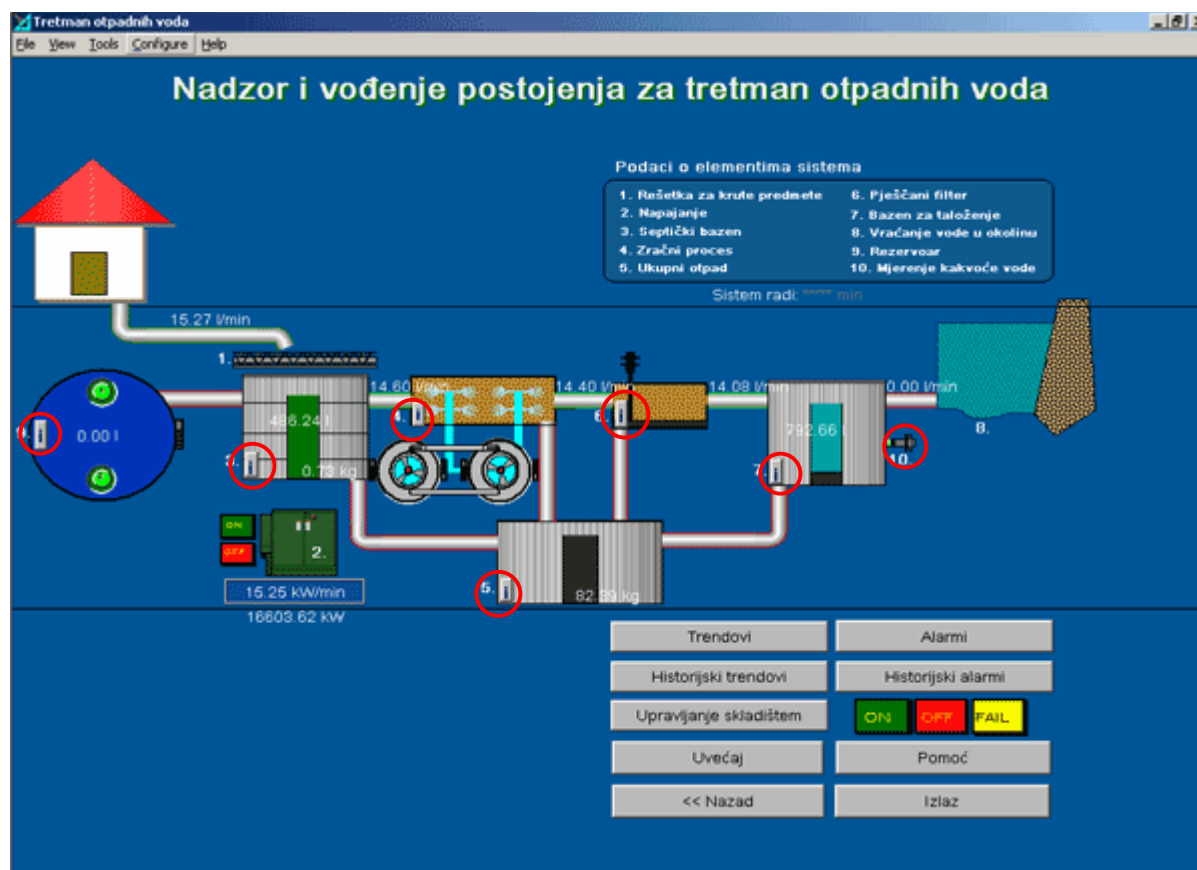 Tretman otpadnih voda
File View Tools Configure Help
Nadzor i vođenje postojenja za tretman otpadnih voda
Podaci o elementima sistema
1. Rešetka za krute predmete
2. Napajanje
3. Septički bazen
4. Zračni proces
5. Ukupni otpad
6. Pješčani filter
7. Bazen za taloženje
8. Vraćanje vode u okolinu
9. Rezervoar
10. Mjerenje kakvoće vode
Sistem radi: ***** min
15.27 l/min
1.
14.60 l/min
14.40 l/min
14.08 l/min
0.00 l/min
9.
0.00 l
486.24 l
4.
6.
792.66 l
8.
3.
0.73 kg
7.
10.
ON
OFF
2.
15.25 kW/min
16603.62 kW
5.
82.39 kg
Trendovi
Alarmi
Historijski trendovi
Historijski alarmi
Upravljanje skladištem
ON OFF FAIL
Uvećaj
Pomoć
<< Nazad
Izlaz